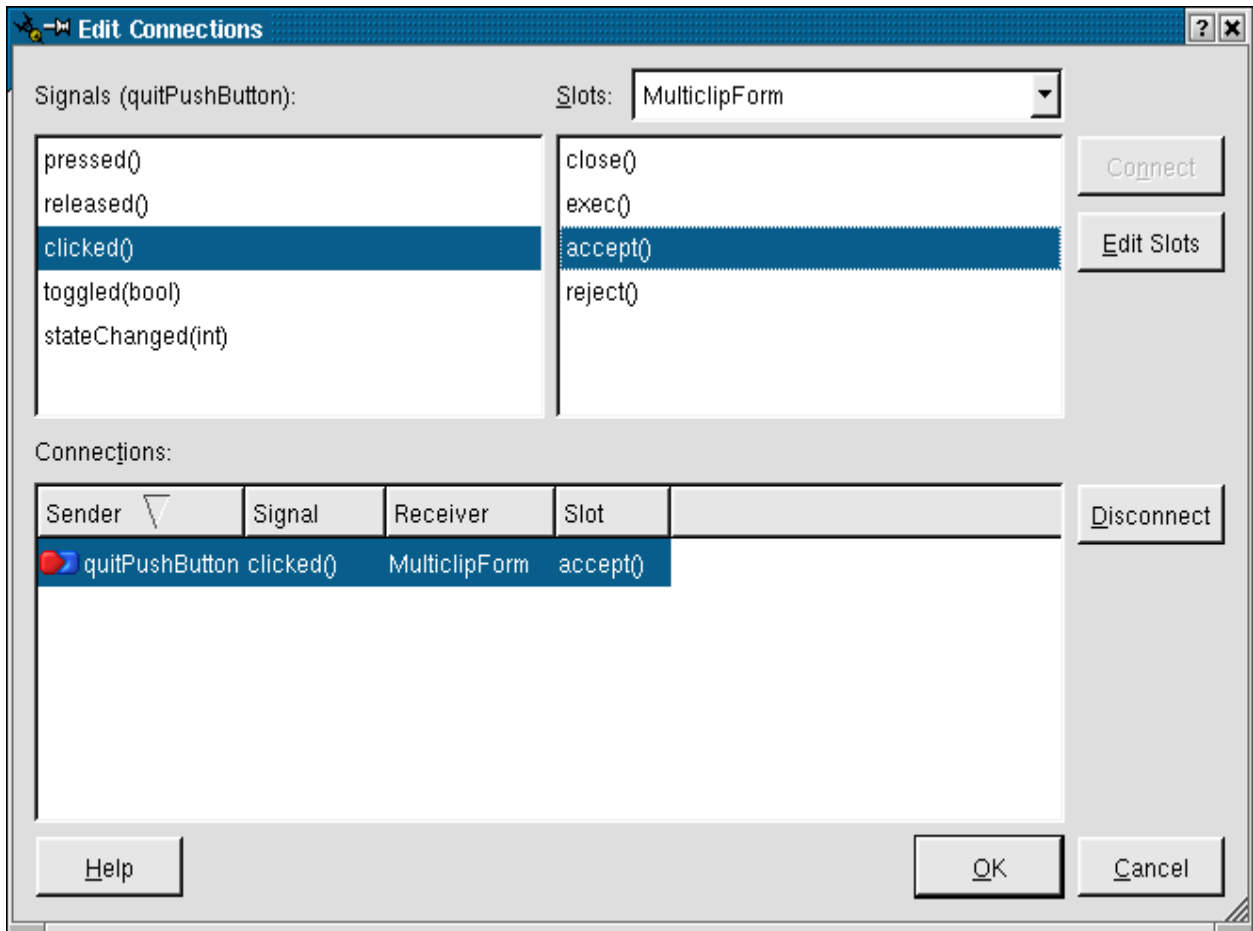 Edit Connections
Signals (quitPushButton):
Slots: MulticlipForm
pressed()
released()
clicked()
toggled(bool)
stateChanged(int)
close()
exec()
accept()
reject()
Connect
Edit Slots
Connections:
Sender Signal Receiver Slot
quitPushButton clicked() MulticlipForm accept()
Disconnect
Help OK Cancel